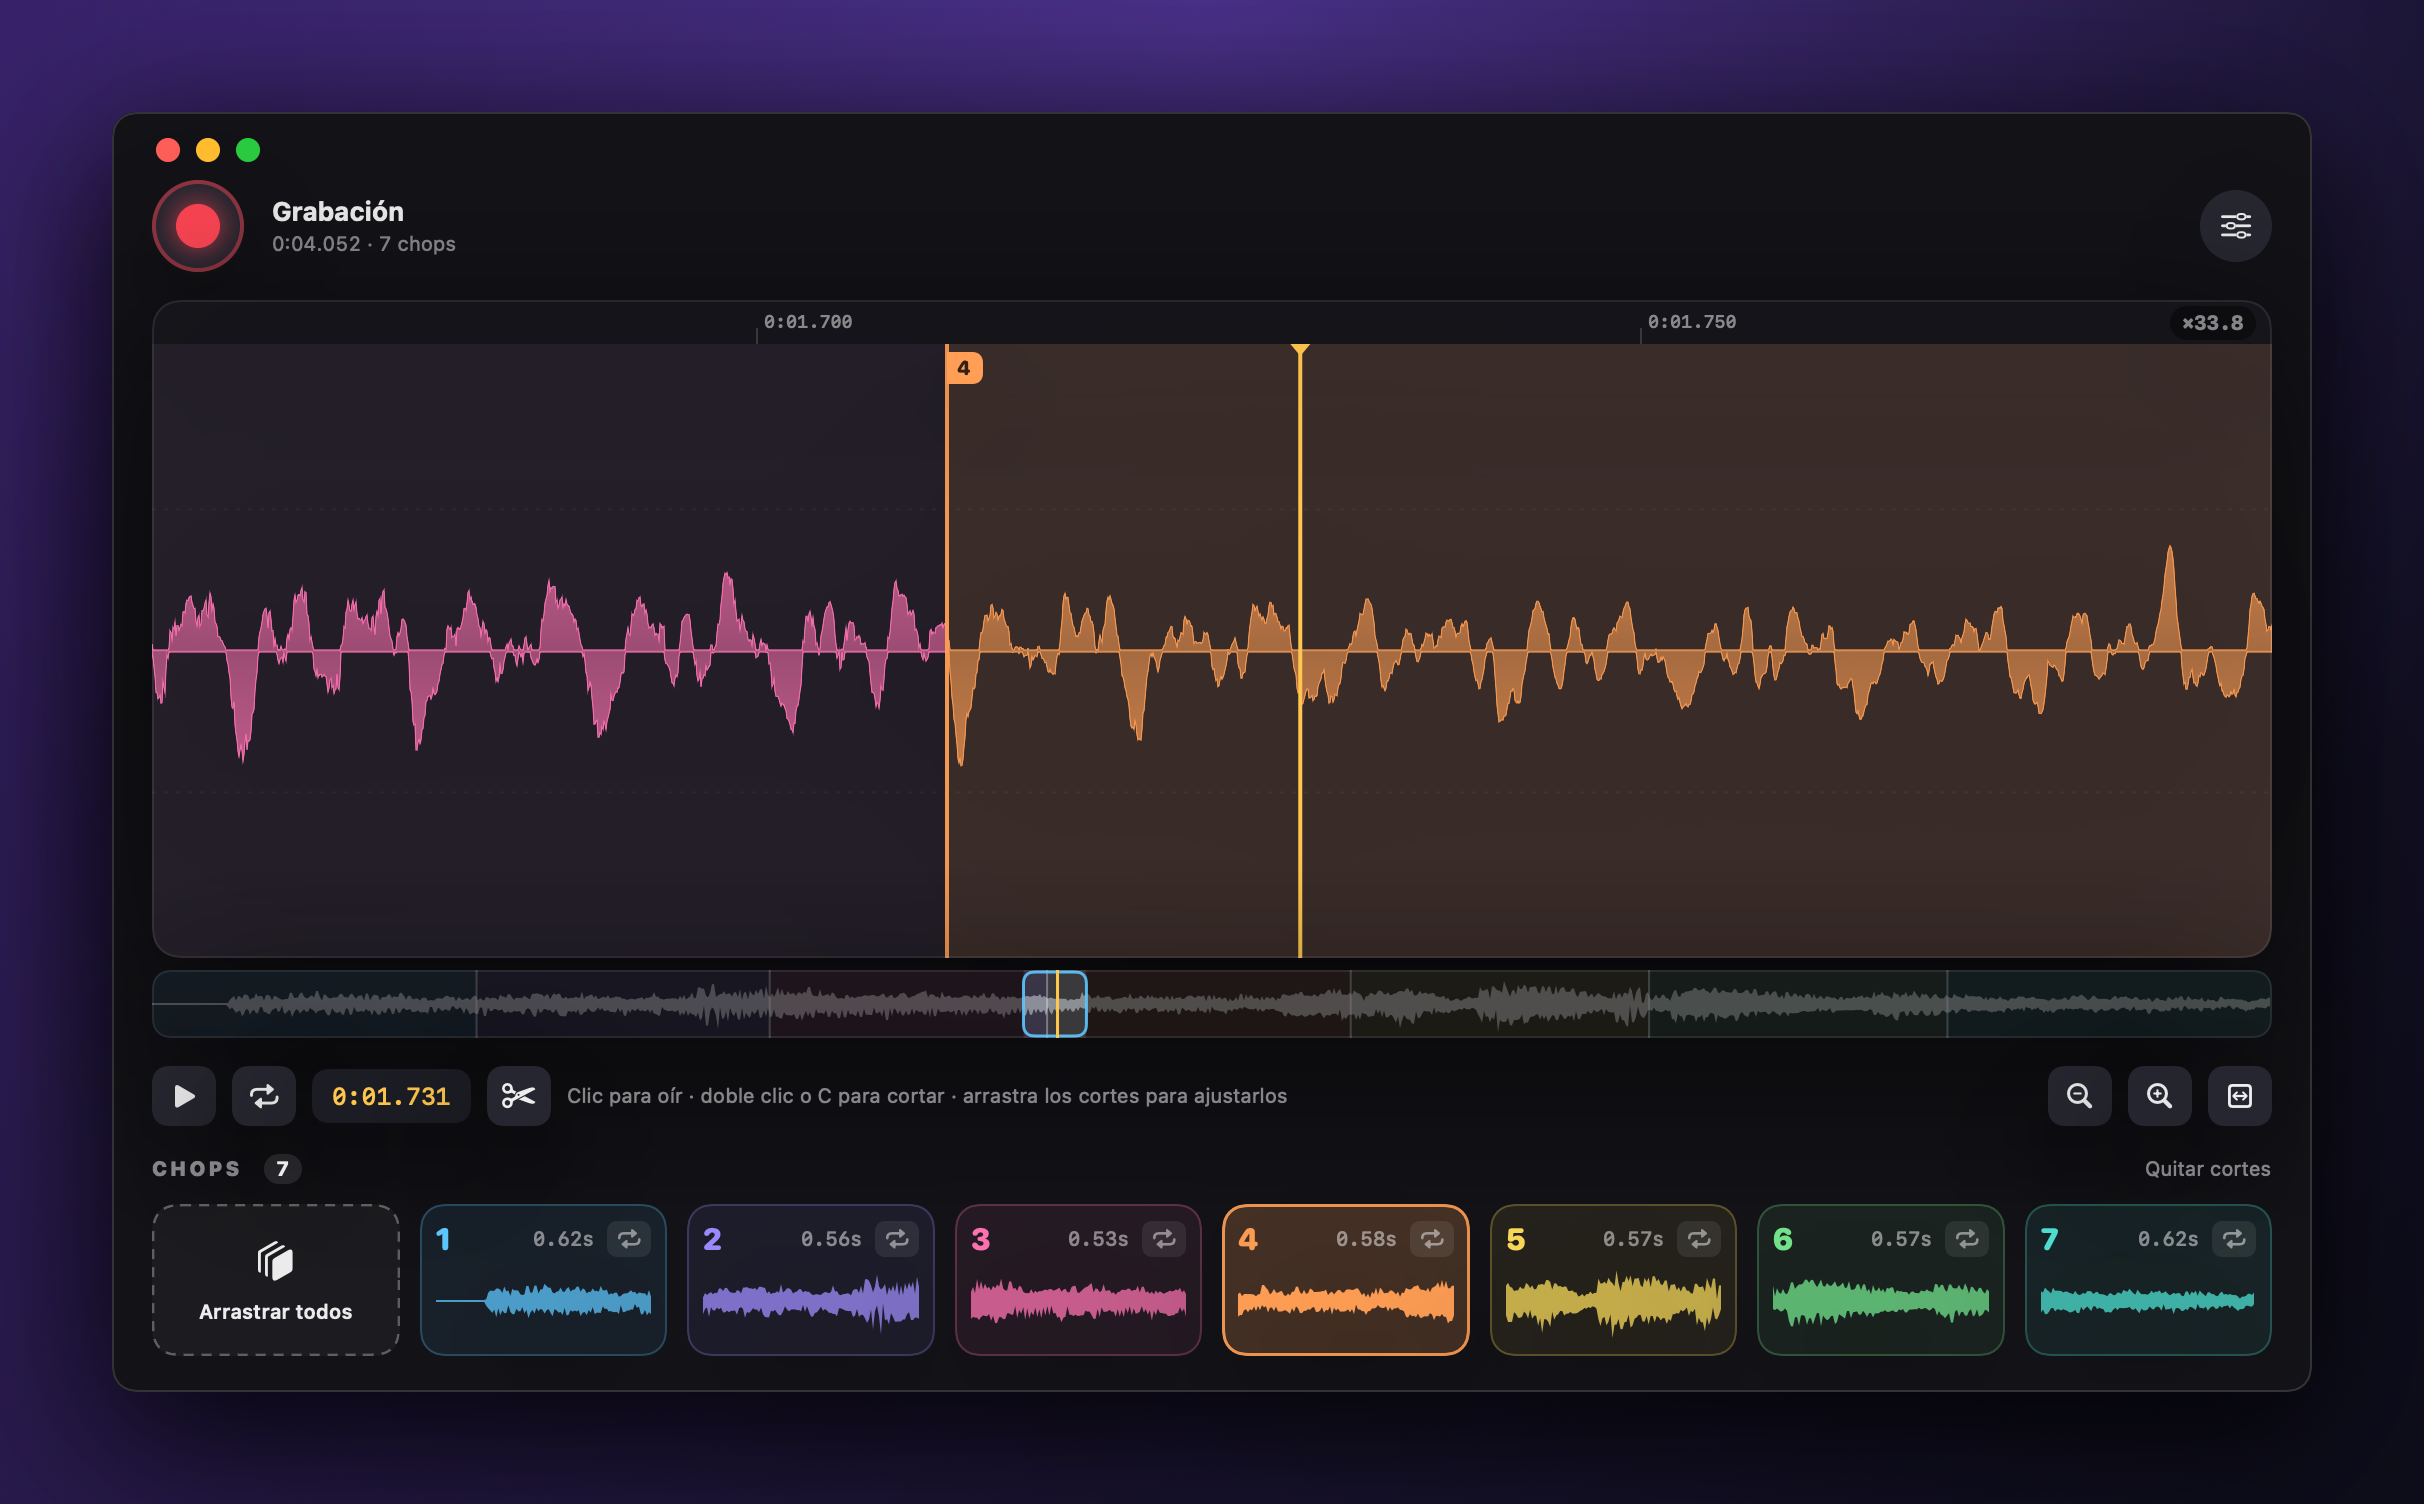 Grabación
0:04.052 · 7 chops
0:01.700
0:01.750
×33.8
4
0:01.731
Clic para oír · doble clic o C para cortar · arrastra los cortes para ajustarlos
CHOPS 7
Quitar cortes
Arrastrar todos
1 0.62s
2 0.56s
3 0.53s
4 0.58s
5 0.57s
6 0.57s
7 0.62s